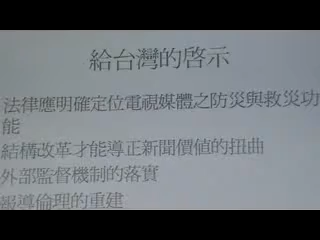 給台灣的啓示
法律應明確定位電視媒體之防災與救災功
能
結構改革才能導正新聞價值的扭曲
外部監督機制的落實
報導倫理的重建